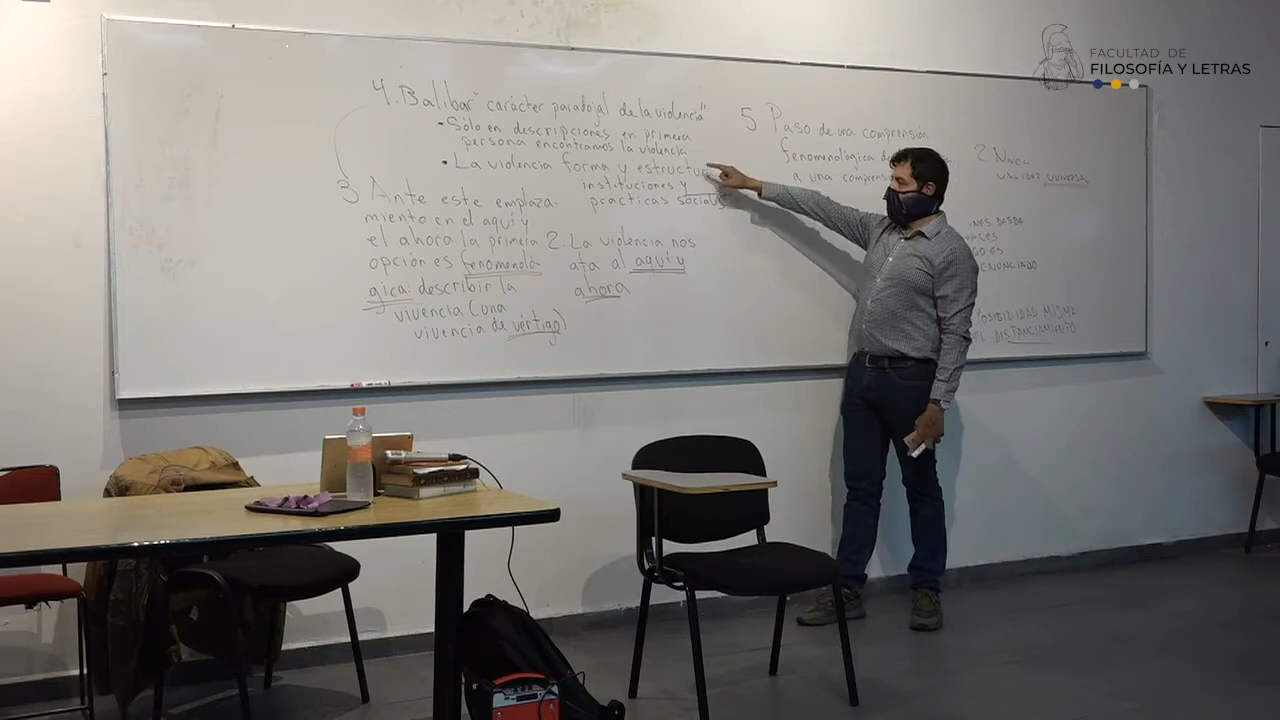 FACULTAD DE
FILOSOFÍA Y LETRAS
4. Balibar "carácter paradojal de la violencia"
• Sólo en descripciones en primera
persona encontramos la violencia
• La violencia forma y estructura
instituciones y
prácticas sociales
3 Ante este emplaza-
miento en el aquí y
el ahora la primera
opción es fenomenoló-
gica: describir la
vivencia (una
vivencia de vértigo)
2. La violencia nos
ata al aquí y
ahora
5 Paso de una comprensión
fenomenológica
a una
2 Nivel
VALIDEZ UNIVERSAL
DESDE
ENUNCIADO
MISMA
DISTANCIAMIENTO